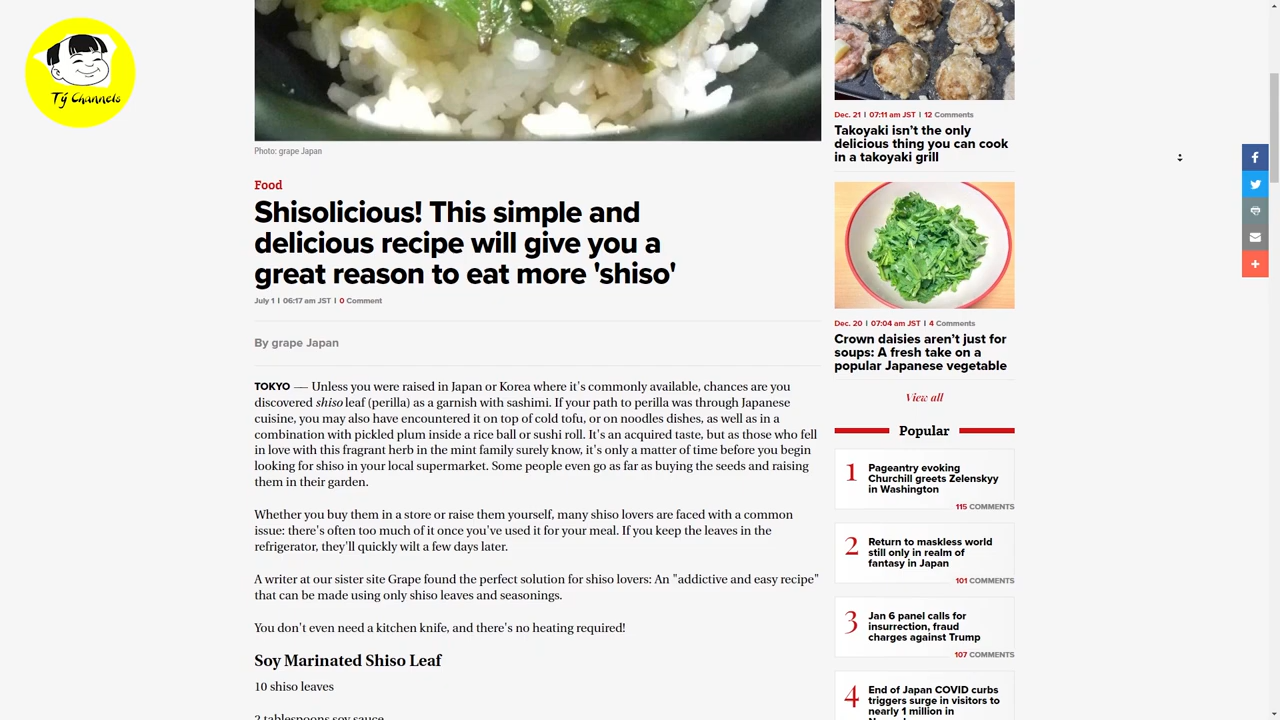 Tý Channels
Photo: grape Japan
Food
Shisolicious! This simple and
delicious recipe will give you a
great reason to eat more 'shiso'
July 1 | 06:17 am JST | 0 Comment
By grape Japan
TOKYO — Unless you were raised in Japan or Korea where it's commonly available, chances are you
discovered shiso leaf (perilla) as a garnish with sashimi. If your path to perilla was through Japanese
cuisine, you may also have encountered it on top of cold tofu, or on noodles dishes, as well as in a
combination with pickled plum inside a rice ball or sushi roll. It's an acquired taste, but as those who fell
in love with this fragrant herb in the mint family surely know, it's only a matter of time before you begin
looking for shiso in your local supermarket. Some people even go as far as buying the seeds and raising
them in their garden.
Whether you buy them in a store or raise them yourself, many shiso lovers are faced with a common
issue: there's often too much of it once you've used it for your meal. If you keep the leaves in the
refrigerator, they'll quickly wilt a few days later.
A writer at our sister site Grape found the perfect solution for shiso lovers: An "addictive and easy recipe"
that can be made using only shiso leaves and seasonings.
You don't even need a kitchen knife, and there's no heating required!
Soy Marinated Shiso Leaf
10 shiso leaves
2 tablespoons soy sauce
Dec. 21 | 07:11 am JST | 12 Comments
Takoyaki isn't the only
delicious thing you can cook
in a takoyaki grill
Dec. 20 | 07:04 am JST | 4 Comments
Crown daisies aren't just for
soups: A fresh take on a
popular Japanese vegetable
View all
Popular
1 Pageantry evoking
Churchill greets Zelenskyy
in Washington
115 COMMENTS
2 Return to maskless world
still only in realm of
fantasy in Japan
101 COMMENTS
3 Jan 6 panel calls for
insurrection, fraud
charges against Trump
107 COMMENTS
4 End of Japan COVID curbs
triggers surge in visitors to
nearly 1 million in